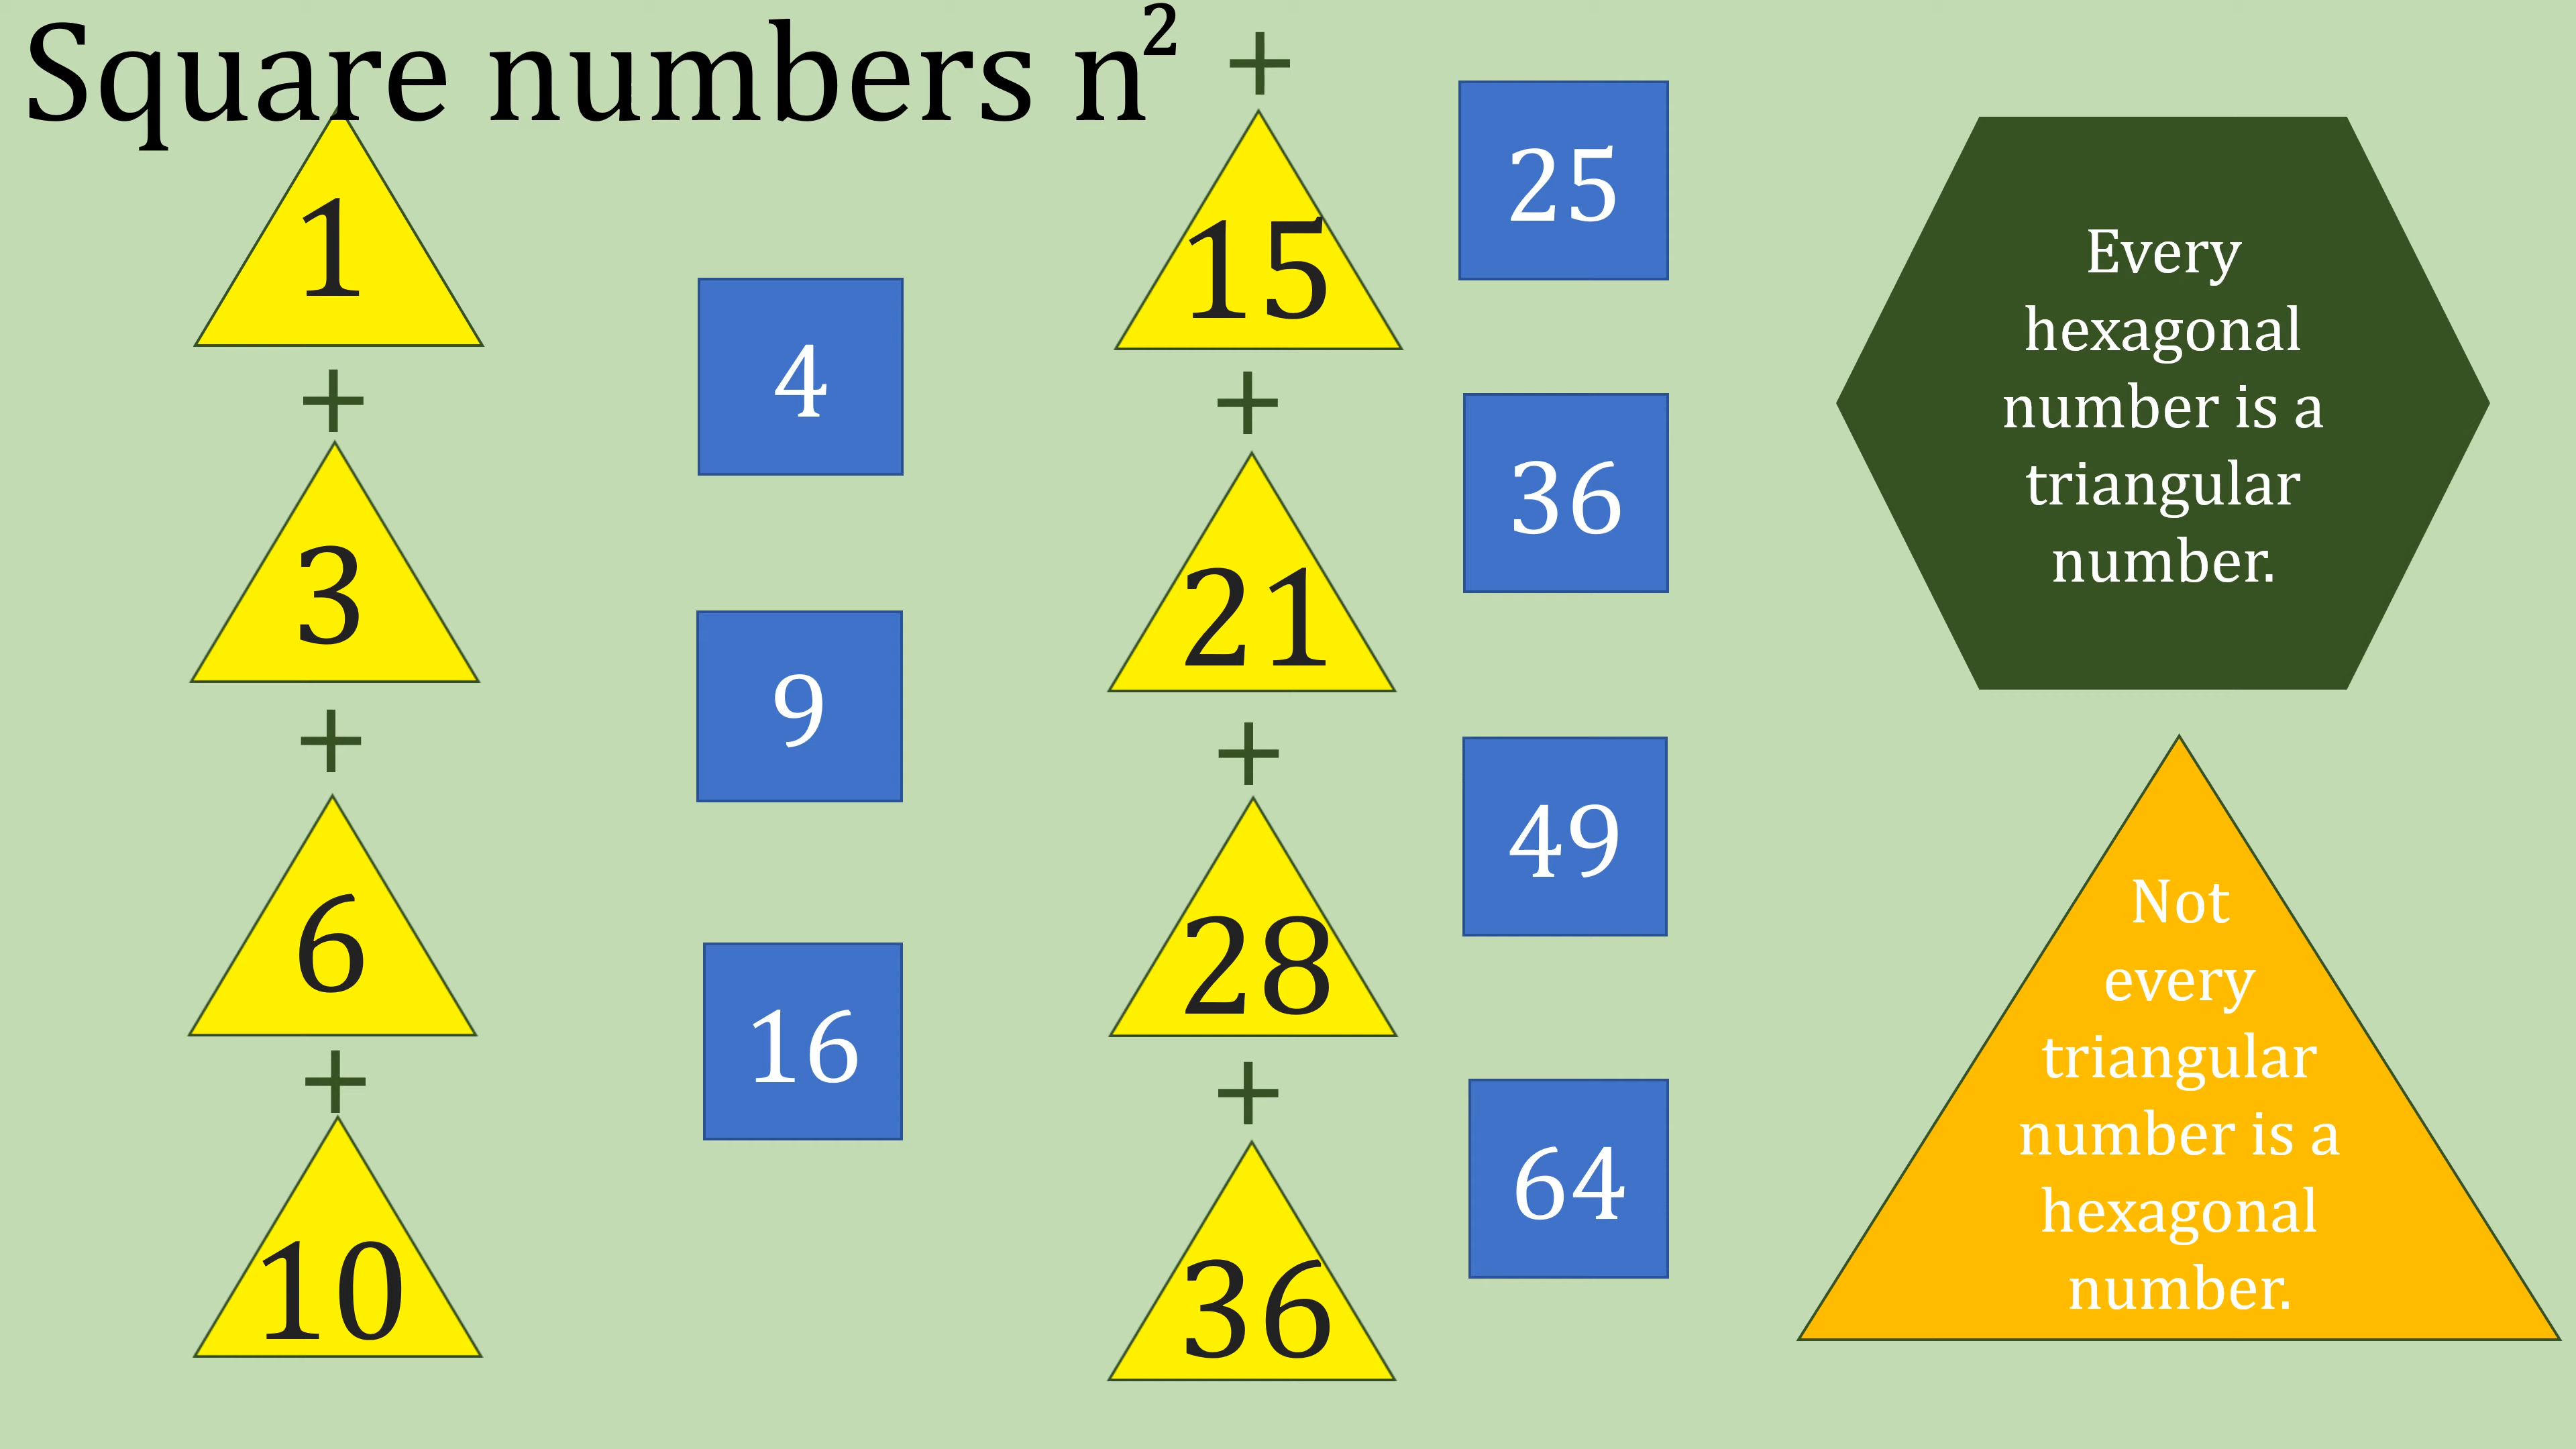 Square numbers n²
1
+
3
+
6
+
10
4
9
16
+
15
+
21
+
28
+
36
25
36
49
64
Every
hexagonal
number is a
triangular
number.
Not
every
triangular
number is a
hexagonal
number.